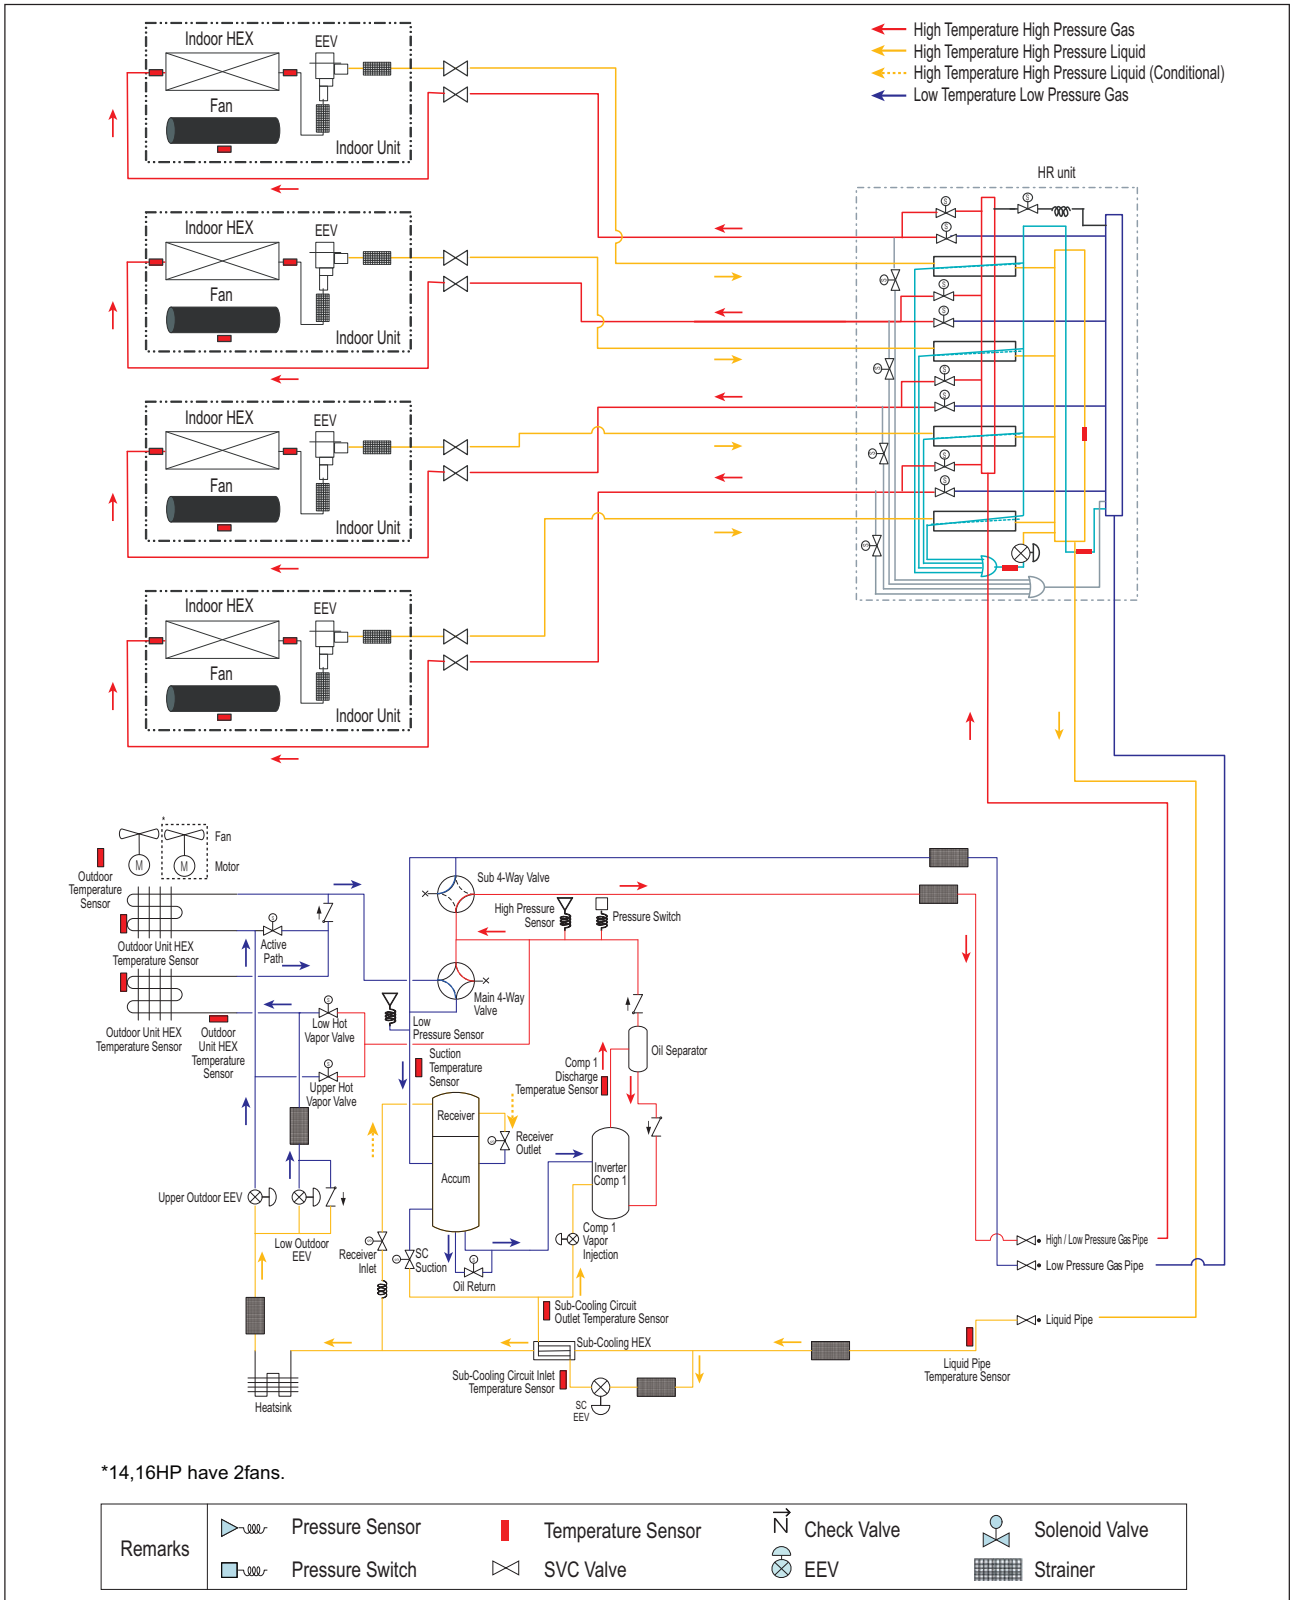 High Temperature High Pressure Gas
High Temperature High Pressure Liquid
High Temperature High Pressure Liquid (Conditional)
Low Temperature Low Pressure Gas
Indoor HEX
EEV
Fan
Indoor Unit
Indoor HEX
EEV
Fan
Indoor Unit
Indoor HEX
EEV
Fan
Indoor Unit
Indoor HEX
EEV
Fan
Indoor Unit
HR unit
S
S
S
S
S
S
S
S
S
S
S
S
S
*
Fan
M
M
Motor
Outdoor
Temperature
Sensor
Sub 4-Way Valve
High Pressure
Sensor
Pressure Switch
S
Active
Path
Outdoor Unit HEX
Temperature Sensor
Main 4-Way
Valve
Outdoor Unit HEX
Temperature Sensor
Outdoor
Unit HEX
Temperature
Sensor
S
Low Hot
Vapor Valve
S
Upper Hot
Vapor Valve
Low
Pressure Sensor
Suction
Temperature
Sensor
Oil Separator
Comp 1
Discharge
Temperatue Sensor
Receiver
S
Receiver
Outlet
Accum
Inverter
Comp 1
Upper Outdoor EEV
Low Outdoor
EEV
S
Receiver
Inlet
S
SC
Suction
S
Oil Return
Comp 1
Vapor
Injection
High / Low Pressure Gas Pipe
Low Pressure Gas Pipe
Liquid Pipe
Sub-Cooling Circuit
Outlet Temperature Sensor
Sub-Cooling HEX
Sub-Cooling Circuit Inlet
Temperature Sensor
SC
EEV
Liquid Pipe
Temperature Sensor
Heatsink
*14,16HP have 2fans.
Remarks
Pressure Sensor
Temperature Sensor
Check Valve
Solenoid Valve
Pressure Switch
SVC Valve
EEV
Strainer